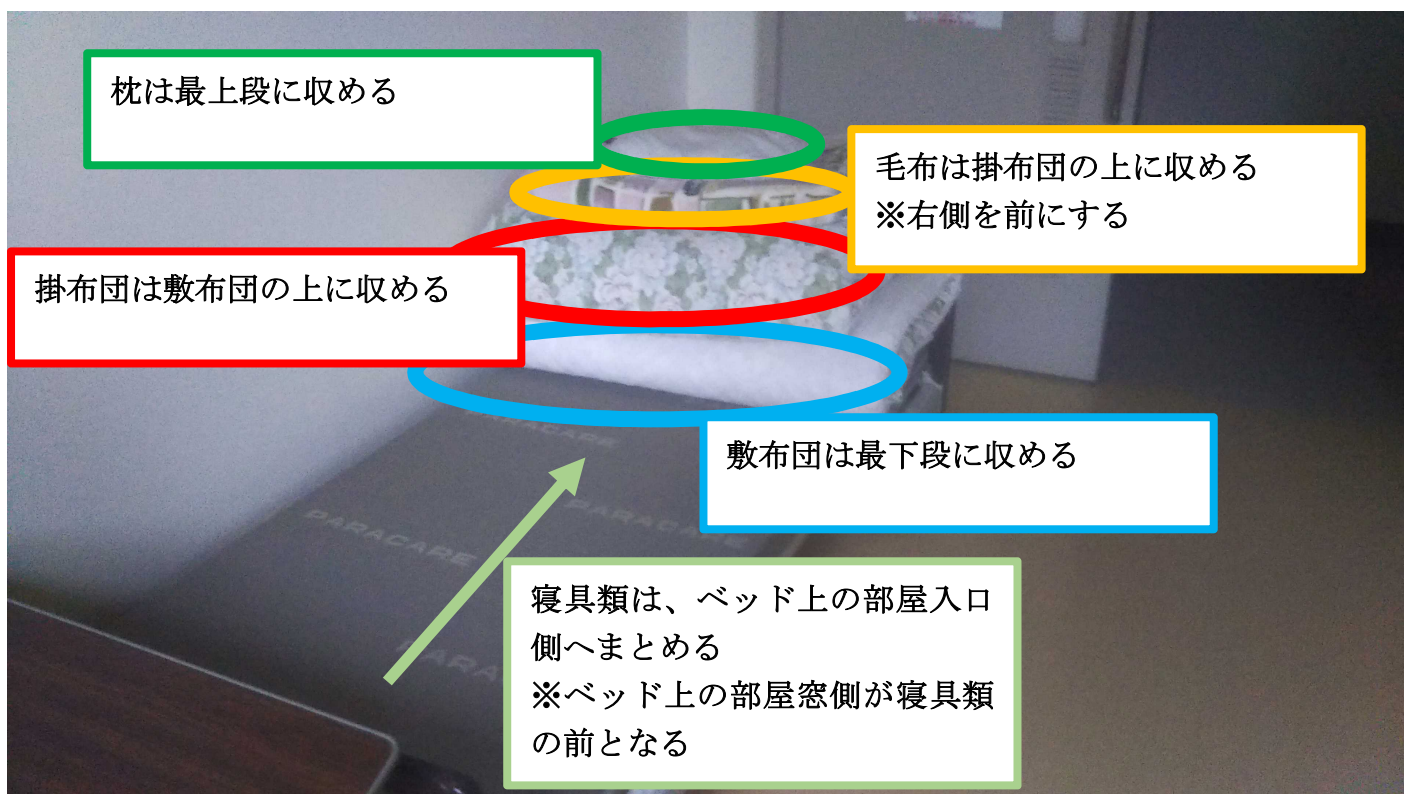 枕は最上段に収める
毛布は掛布団の上に収める
※右側を前にする
掛布団は敷布団の上に収める
敷布団は最下段に収める
PARACARE
PARACARE
寝具類は、ベッド上の部屋入口
側へまとめる
※ベッド上の部屋窓側が寝具類
の前となる